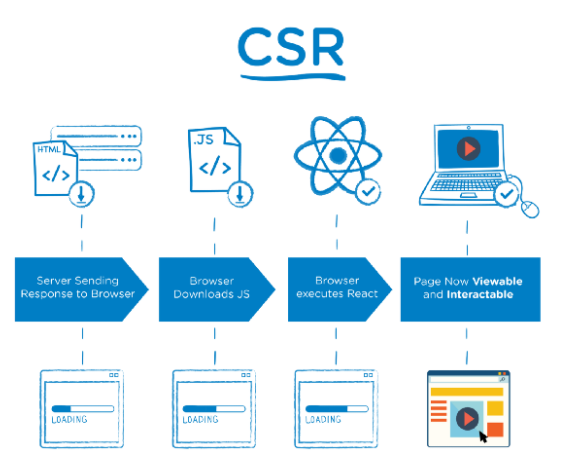 CSR
HTML
</>
.JS
</>
Server Sending
Response to Browser
Browser
Downloads JS
Browser
executes React
Page Now Viewable
and Interactable
LOADING
LOADING
LOADING